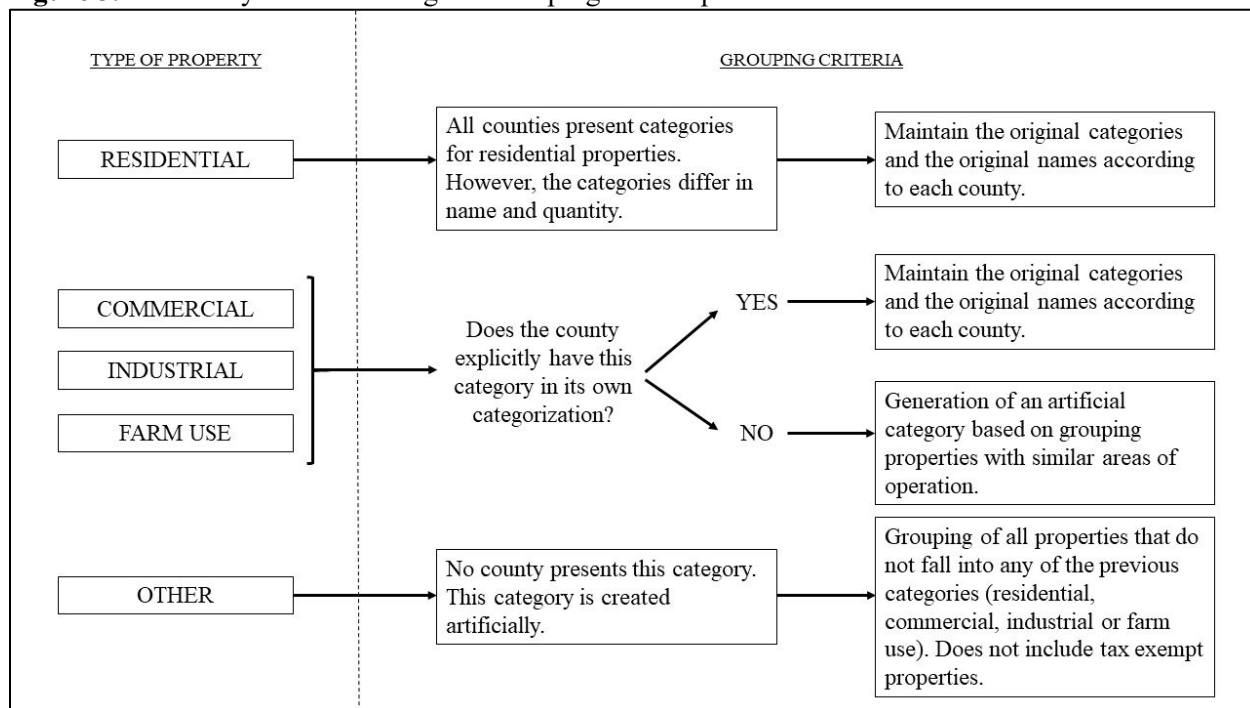 TYPE OF PROPERTY
GROUPING CRITERIA
RESIDENTIAL
All counties present categories
for residential properties.
However, the categories differ in
name and quantity.
Maintain the original categories
and the original names according
to each county.
COMMERCIAL
INDUSTRIAL
FARM USE
Does the county
explicitly have this
category in its own
categorization?
YES
Maintain the original categories
and the original names according
to each county.
NO
Generation of an artificial
category based on grouping
properties with similar areas of
operation.
OTHER
No county presents this category.
This category is created
artificially.
Grouping of all properties that do
not fall into any of the previous
categories (residential,
commercial, industrial or farm
use). Does not include tax exempt
properties.